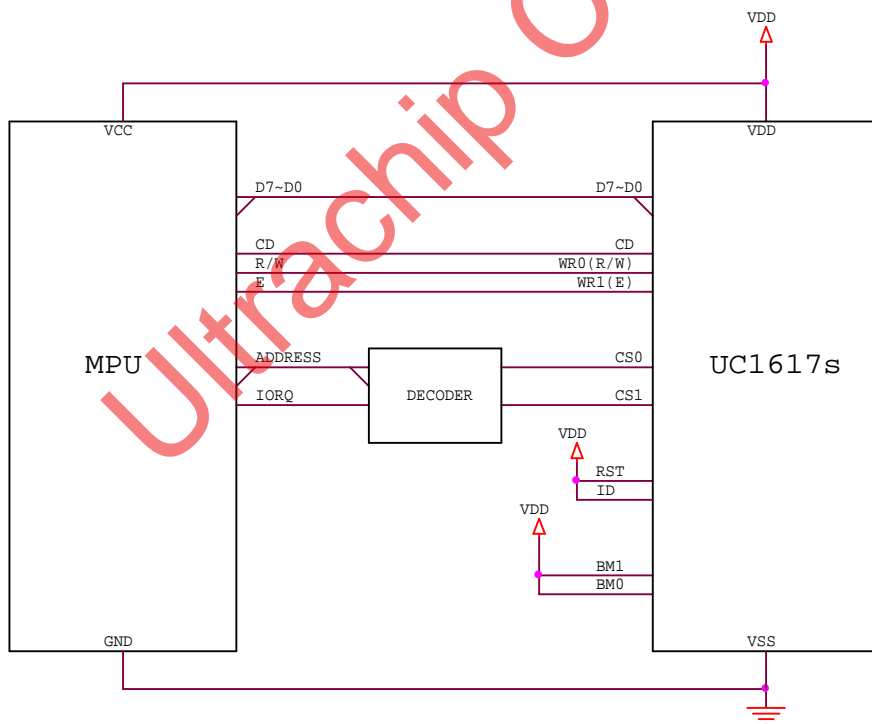 VDD
VCC
VDD
D7~D0
D7~D0
CD
CD
R/W
WR0(R/W)
E
WR1(E)
ADDRESS
CS0
MPU
DECODER
UC1617s
IORQ
CS1
VDD
RST
ID
VDD
BM1
BM0
GND
VSS
Ultrachip